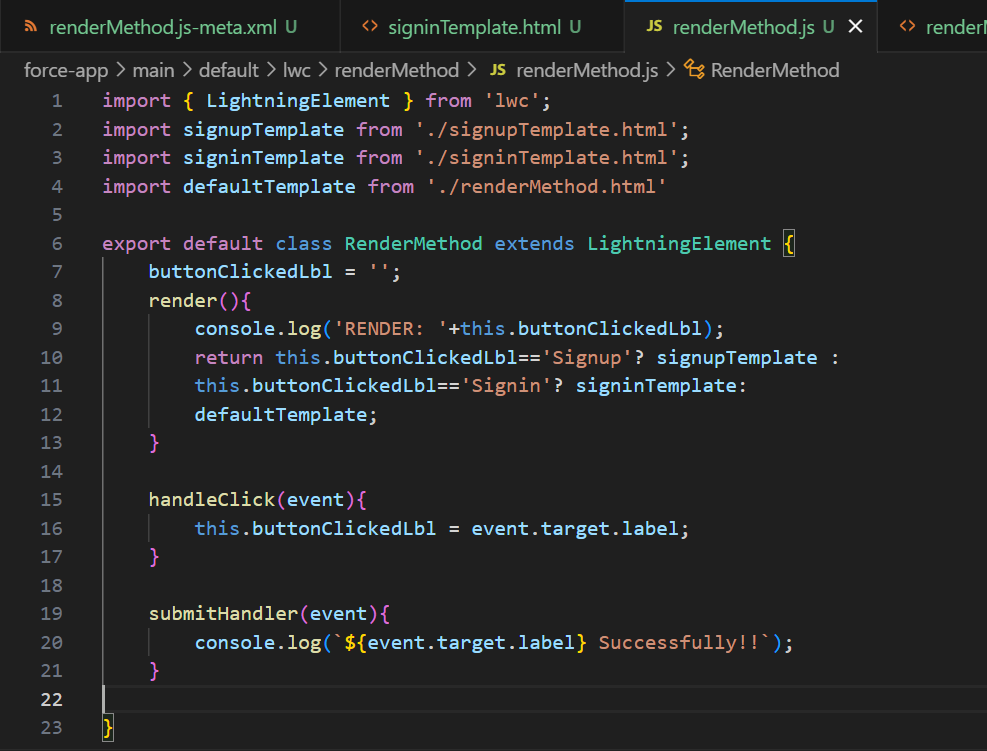 renderMethod.js-meta.xml U <> signinTemplate.html U JS renderMethod.js U × <> renderM
force-app > main > default > lwc > renderMethod > JS renderMethod.js > RenderMethod
1 import { LightningElement } from 'lwc';
2 import signupTemplate from './signupTemplate.html';
3 import signinTemplate from './signinTemplate.html';
4 import defaultTemplate from './renderMethod.html'
5
6 export default class RenderMethod extends LightningElement {
7     buttonClickedLbl = '';
8     render(){
9         console.log('RENDER: '+this.buttonClickedLbl);
10         return this.buttonClickedLbl=='Signup'? signupTemplate :
11         this.buttonClickedLbl=='Signin'? signinTemplate:
12         defaultTemplate;
13     }
14
15     handleClick(event){
16         this.buttonClickedLbl = event.target.label;
17     }
18
19     submitHandler(event){
20         console.log(`${event.target.label} Successfully!!`);
21     }
22
23 }